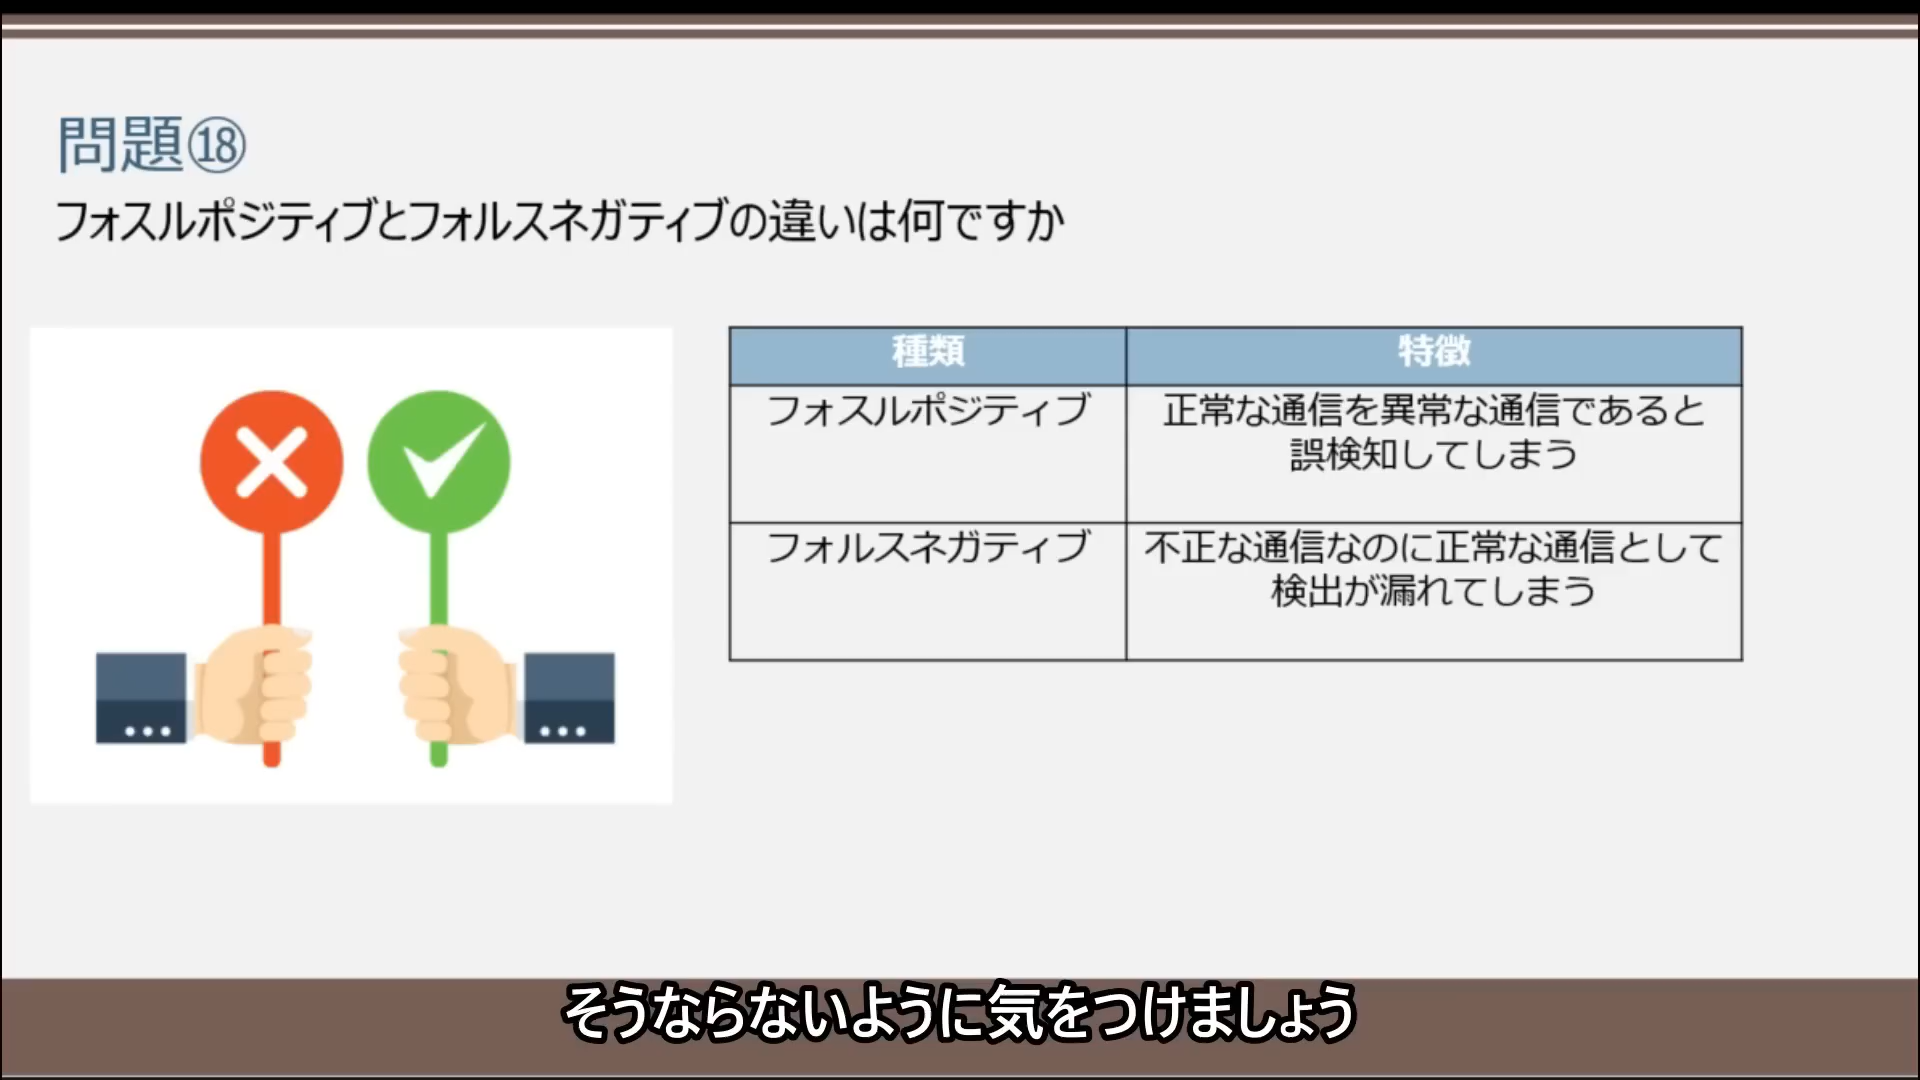 問題⑱
フォスルポジティブとフォルスネガティブの違いは何ですか
種類
特徴
フォスルポジティブ
正常な通信を異常な通信であると
誤検知してしまう
フォルスネガティブ
不正な通信なのに正常な通信として
検出が漏れてしまう
そうならないように気をつけましょう